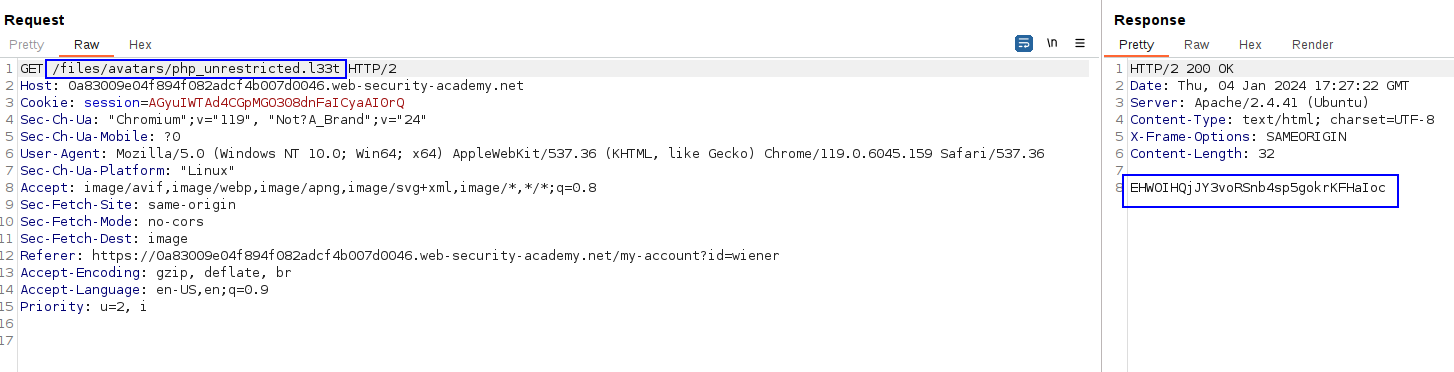 Request
Pretty Raw Hex
\n
1 GET /files/avatars/php_unrestricted.l33t HTTP/2
2 Host: 0a83009e04f894f082adcf4b007d0046.web-security-academy.net
3 Cookie: session=AGyuIWTAd4CGpMGO308dnFaICyaAIOrQ
4 Sec-Ch-Ua: "Chromium";v="119", "Not?A_Brand";v="24"
5 Sec-Ch-Ua-Mobile: ?0
6 User-Agent: Mozilla/5.0 (Windows NT 10.0; Win64; x64) AppleWebKit/537.36 (KHTML, like Gecko) Chrome/119.0.6045.159 Safari/537.36
7 Sec-Ch-Ua-Platform: "Linux"
8 Accept: image/avif,image/webp,image/apng,image/svg+xml,image/*,*/*;q=0.8
9 Sec-Fetch-Site: same-origin
10 Sec-Fetch-Mode: no-cors
11 Sec-Fetch-Dest: image
12 Referer: https://0a83009e04f894f082adcf4b007d0046.web-security-academy.net/my-account?id=wiener
13 Accept-Encoding: gzip, deflate, br
14 Accept-Language: en-US,en;q=0.9
15 Priority: u=2, i
16
17
Response
Pretty Raw Hex Render
1 HTTP/2 200 OK
2 Date: Thu, 04 Jan 2024 17:27:22 GMT
3 Server: Apache/2.4.41 (Ubuntu)
4 Content-Type: text/html; charset=UTF-8
5 X-Frame-Options: SAMEORIGIN
6 Content-Length: 32
7
8 EHWOIHQjJY3voRSnb4sp5gokrKFHaIoc